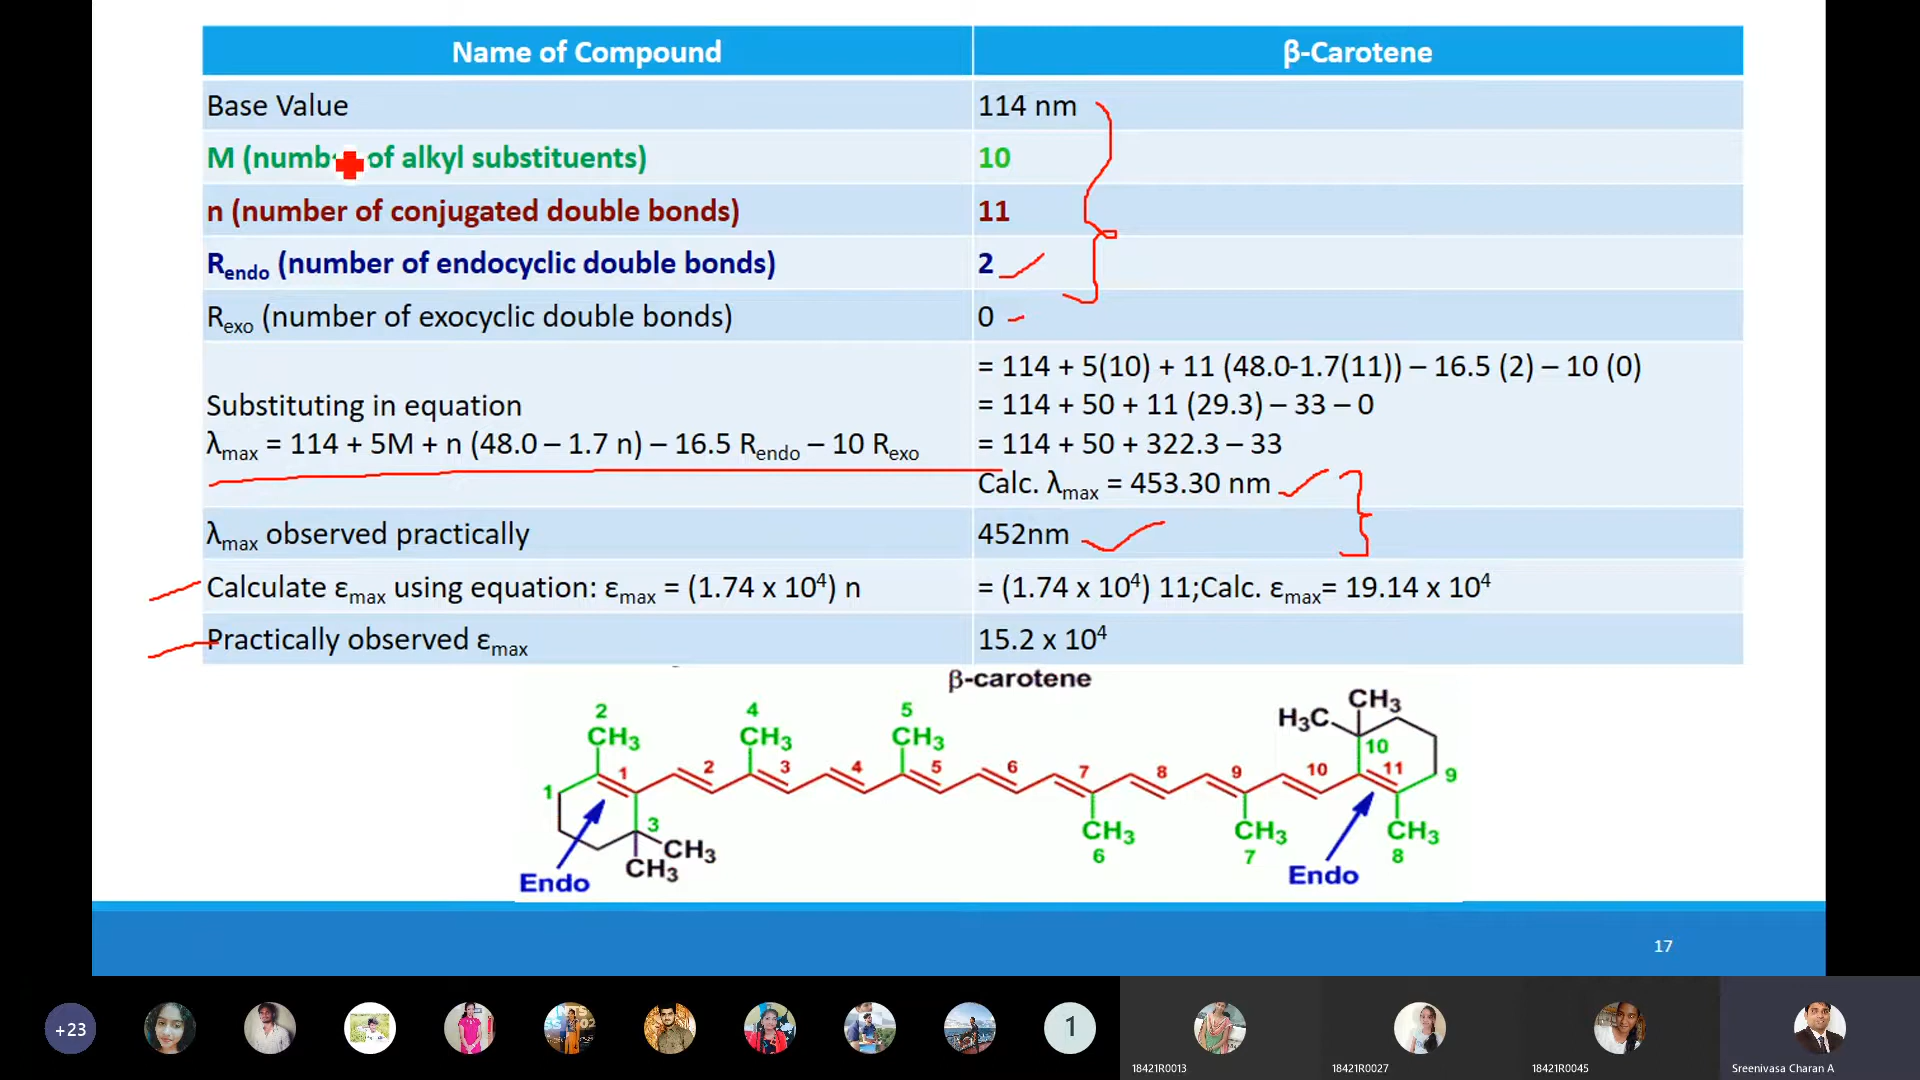 Name of Compound
β-Carotene
Base Value
114 nm
M (numb of alkyl substituents)
10
n (number of conjugated double bonds)
11
Rendo (number of endocyclic double bonds)
2
Rexo (number of exocyclic double bonds)
0
Substituting in equation
λmax = 114 + 5M + n (48.0 – 1.7 n) – 16.5 Rendo – 10 Rexo
= 114 + 5(10) + 11 (48.0-1.7(11)) – 16.5 (2) – 10 (0)
= 114 + 50 + 11 (29.3) – 33 – 0
= 114 + 50 + 322.3 – 33
Calc. λmax = 453.30 nm
λmax observed practically
452nm
Calculate εmax using equation: εmax = (1.74 x 10⁴) n
= (1.74 x 10⁴) 11;Calc. εmax= 19.14 x 10⁴
Practically observed εmax
15.2 x 10⁴
β-carotene
2 4 5 CH3
CH3 CH3 CH3 H3C
10
1 1 2 3 4 5 6 7 8 9 10 11 9
3 CH3 CH3 CH3 CH3
CH3 6 7 8
Endo Endo
17
+23
SS 202
1
18421R0013
18421R0027
18421R0045
Sreenivasa Charan A